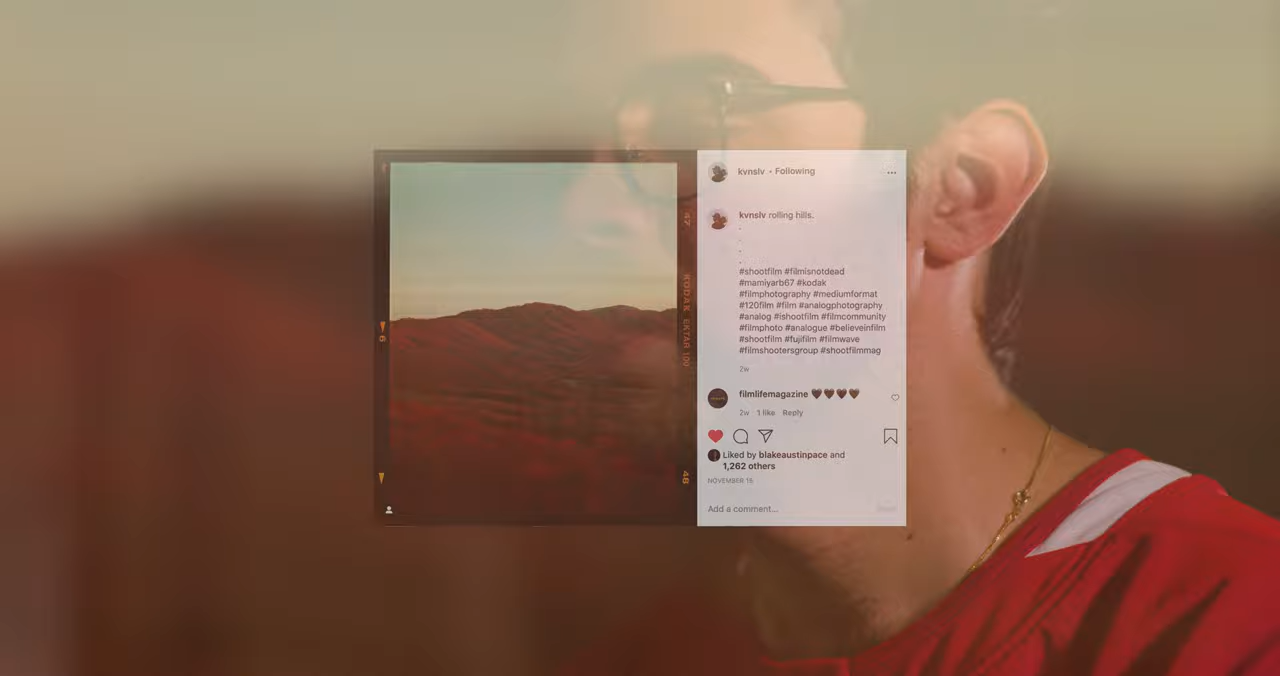 47
KODAK EKTAR 100
6
46
kvnslv • Following
kvnslv rolling hills.
.
.
.
.
#shootfilm #filmisnotdead
#mamiyarb67 #kodak
#filmphotography #mediumformat
#120film #film #analogphotography
#analog #ishootfilm #filmcommunity
#filmphoto #analogue #believeinfilm
#shootfilm #fujifilm #filmwave
#filmshootersgroup #shootfilmmag
2w
filmlifemagazine 🖤🖤🖤🖤
2w 1 like Reply
Liked by blakeaustinpace and
1,262 others
NOVEMBER 16
Add a comment...